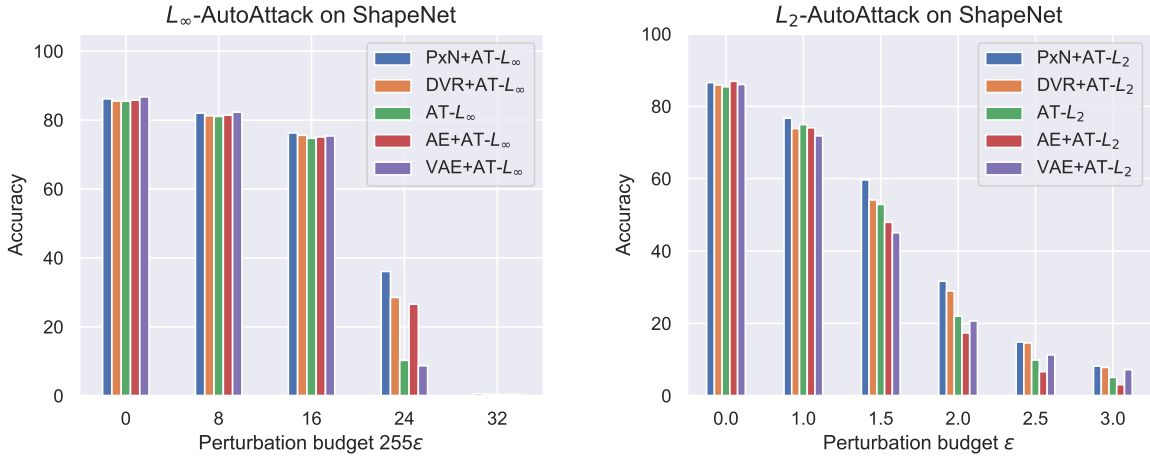 L∞-AutoAttack on ShapeNet
Accuracy
100
80
60
40
20
0
PxN+AT-L∞
DVR+AT-L∞
AT-L∞
AE+AT-L∞
VAE+AT-L∞
0 8 16 24 32
Perturbation budget 255ε
L2-AutoAttack on ShapeNet
Accuracy
100
80
60
40
20
0
PxN+AT-L2
DVR+AT-L2
AT-L2
AE+AT-L2
VAE+AT-L2
0.0 1.0 1.5 2.0 2.5 3.0
Perturbation budget ε